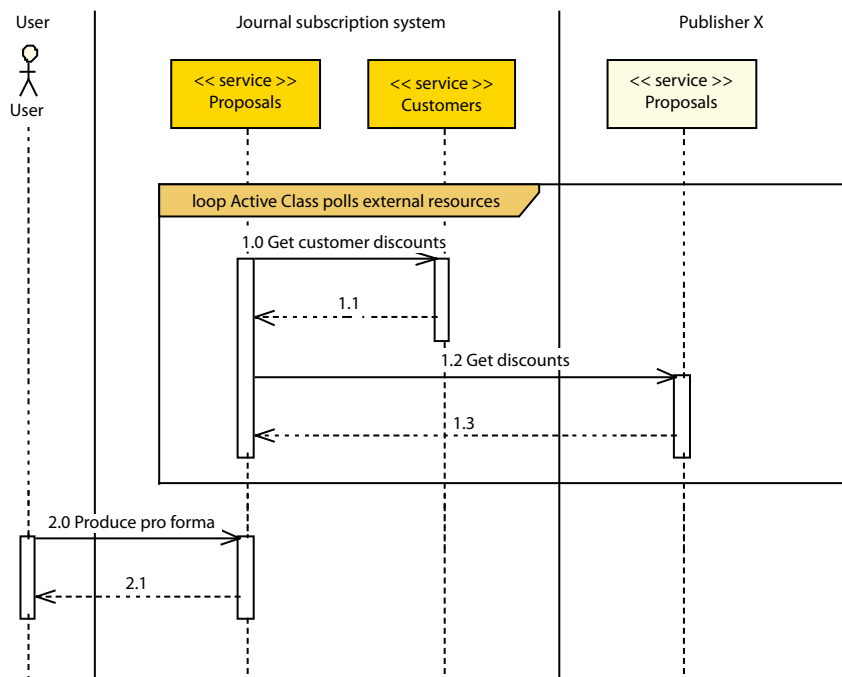 User
Journal subscription system
Publisher X
User
<< service >>
Proposals
<< service >>
Customers
<< service >>
Proposals
loop Active Class polls external resources
1.0 Get customer discounts
1.1
1.2 Get discounts
1.3
2.0 Produce pro forma
2.1